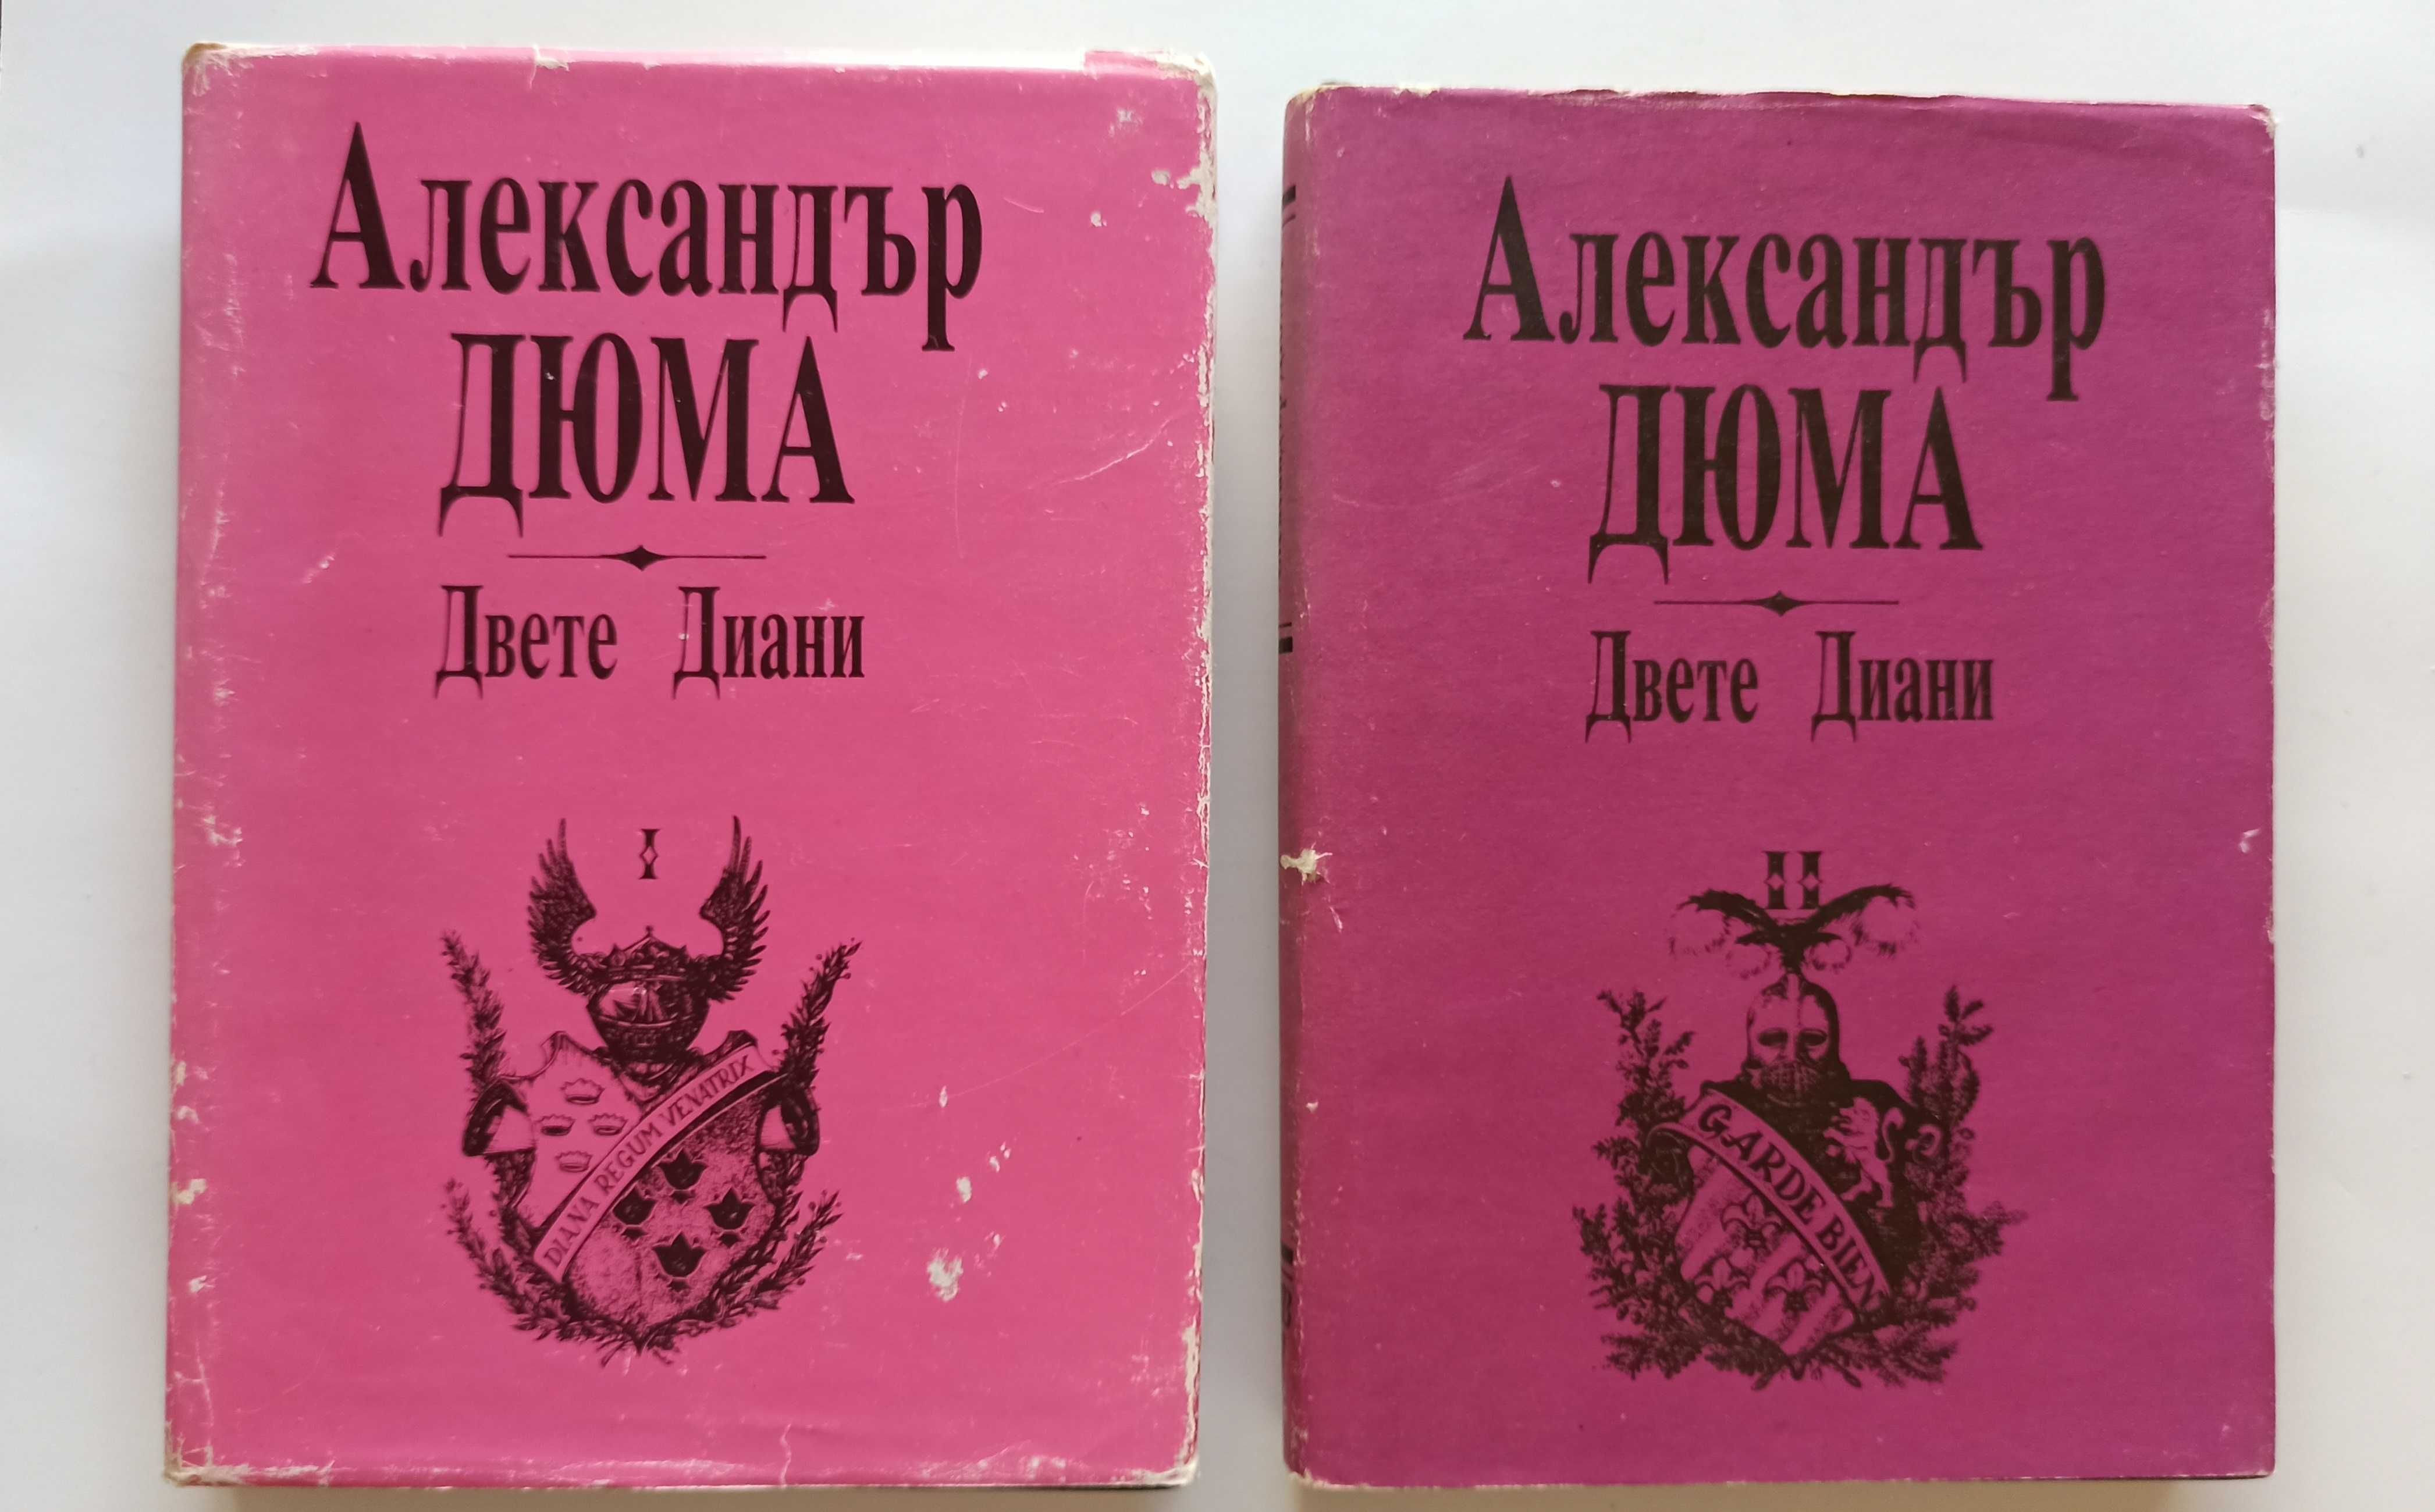 Александър
ДЮМА
Двете Диани
I
DIANA REGUM VENATRIX
Александър
ДЮМА
Двете Диани
II
GARDE BIEN